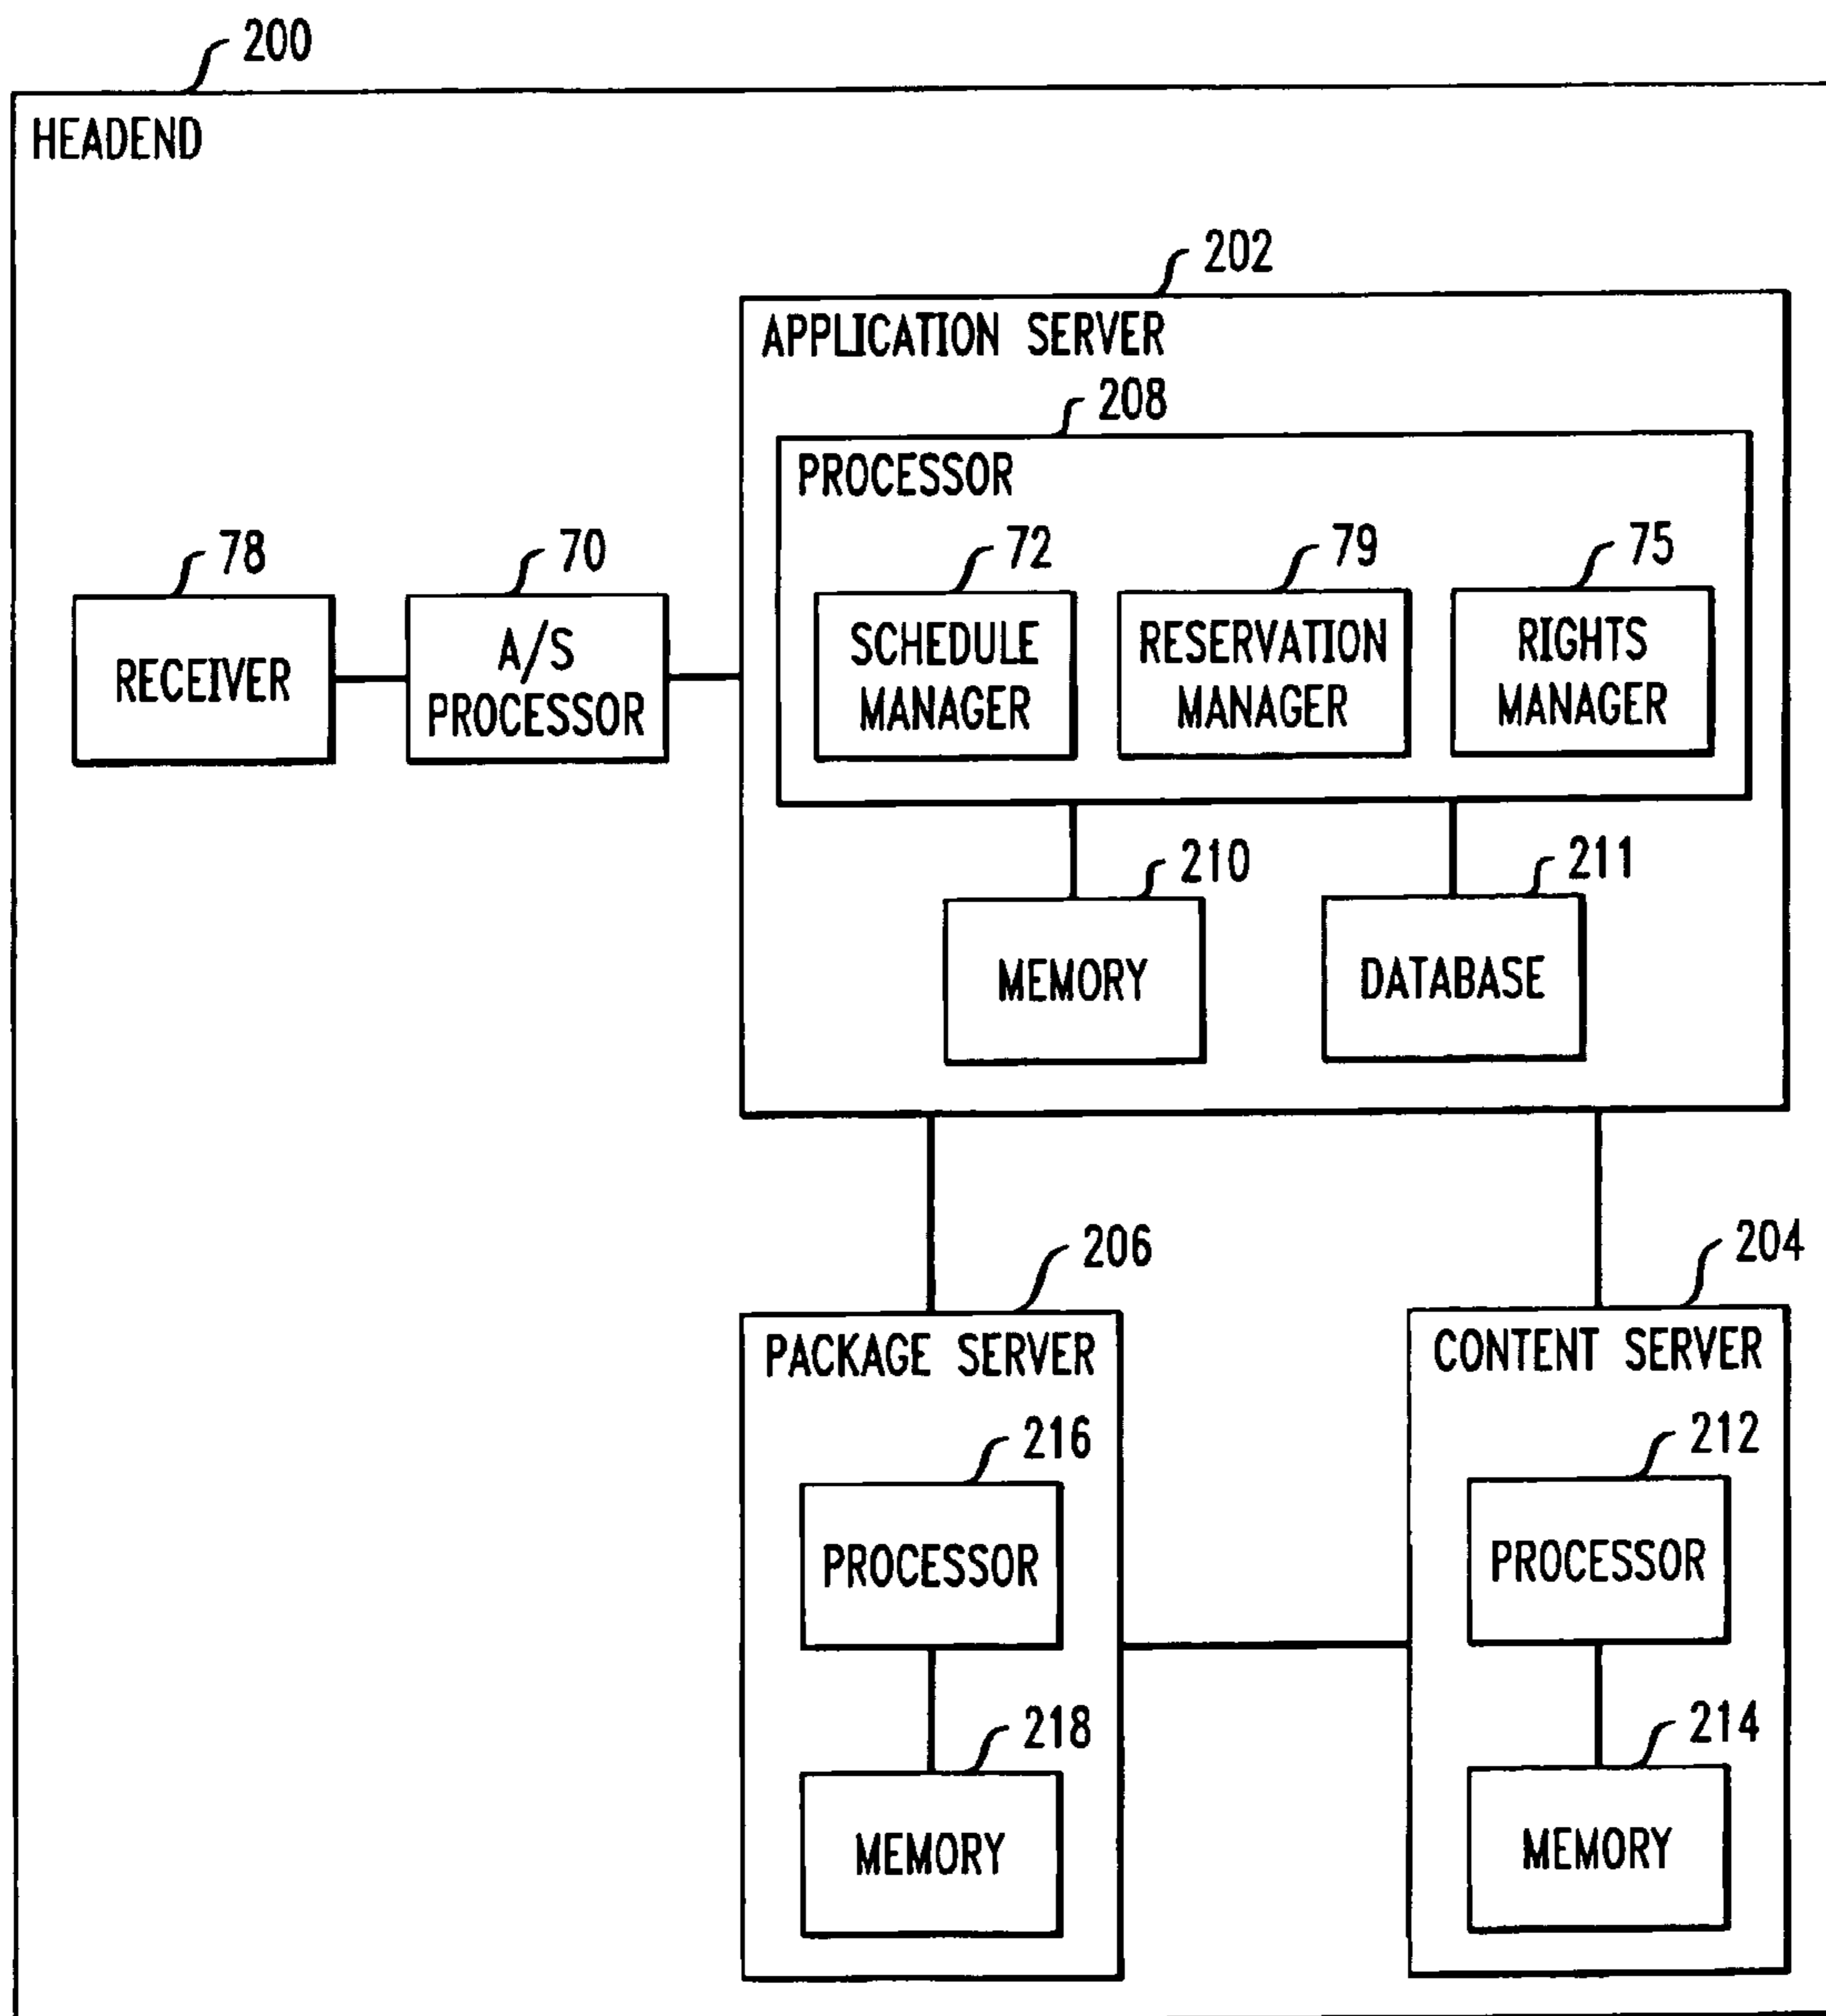 200
HEADEND
202
APPLICATION SERVER
208
PROCESSOR
78
70
72
79
75
RECEIVER
A/S
PROCESSOR
SCHEDULE
MANAGER
RESERVATION
MANAGER
RIGHTS
MANAGER
210
211
MEMORY
DATABASE
206
204
PACKAGE SERVER
CONTENT SERVER
216
212
PROCESSOR
PROCESSOR
218
214
MEMORY
MEMORY